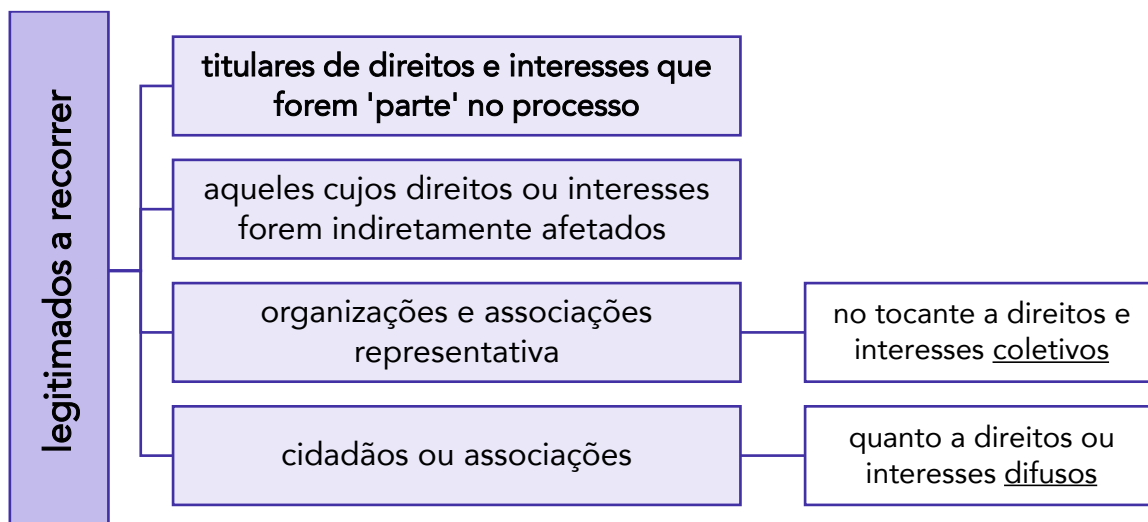 legitimados a recorrer
titulares de direitos e interesses que
forem 'parte' no processo
aqueles cujos direitos ou interesses
forem indiretamente afetados
organizações e associações
representativa
no tocante a direitos e
interesses coletivos
cidadãos ou associações
quanto a direitos ou
interesses difusos